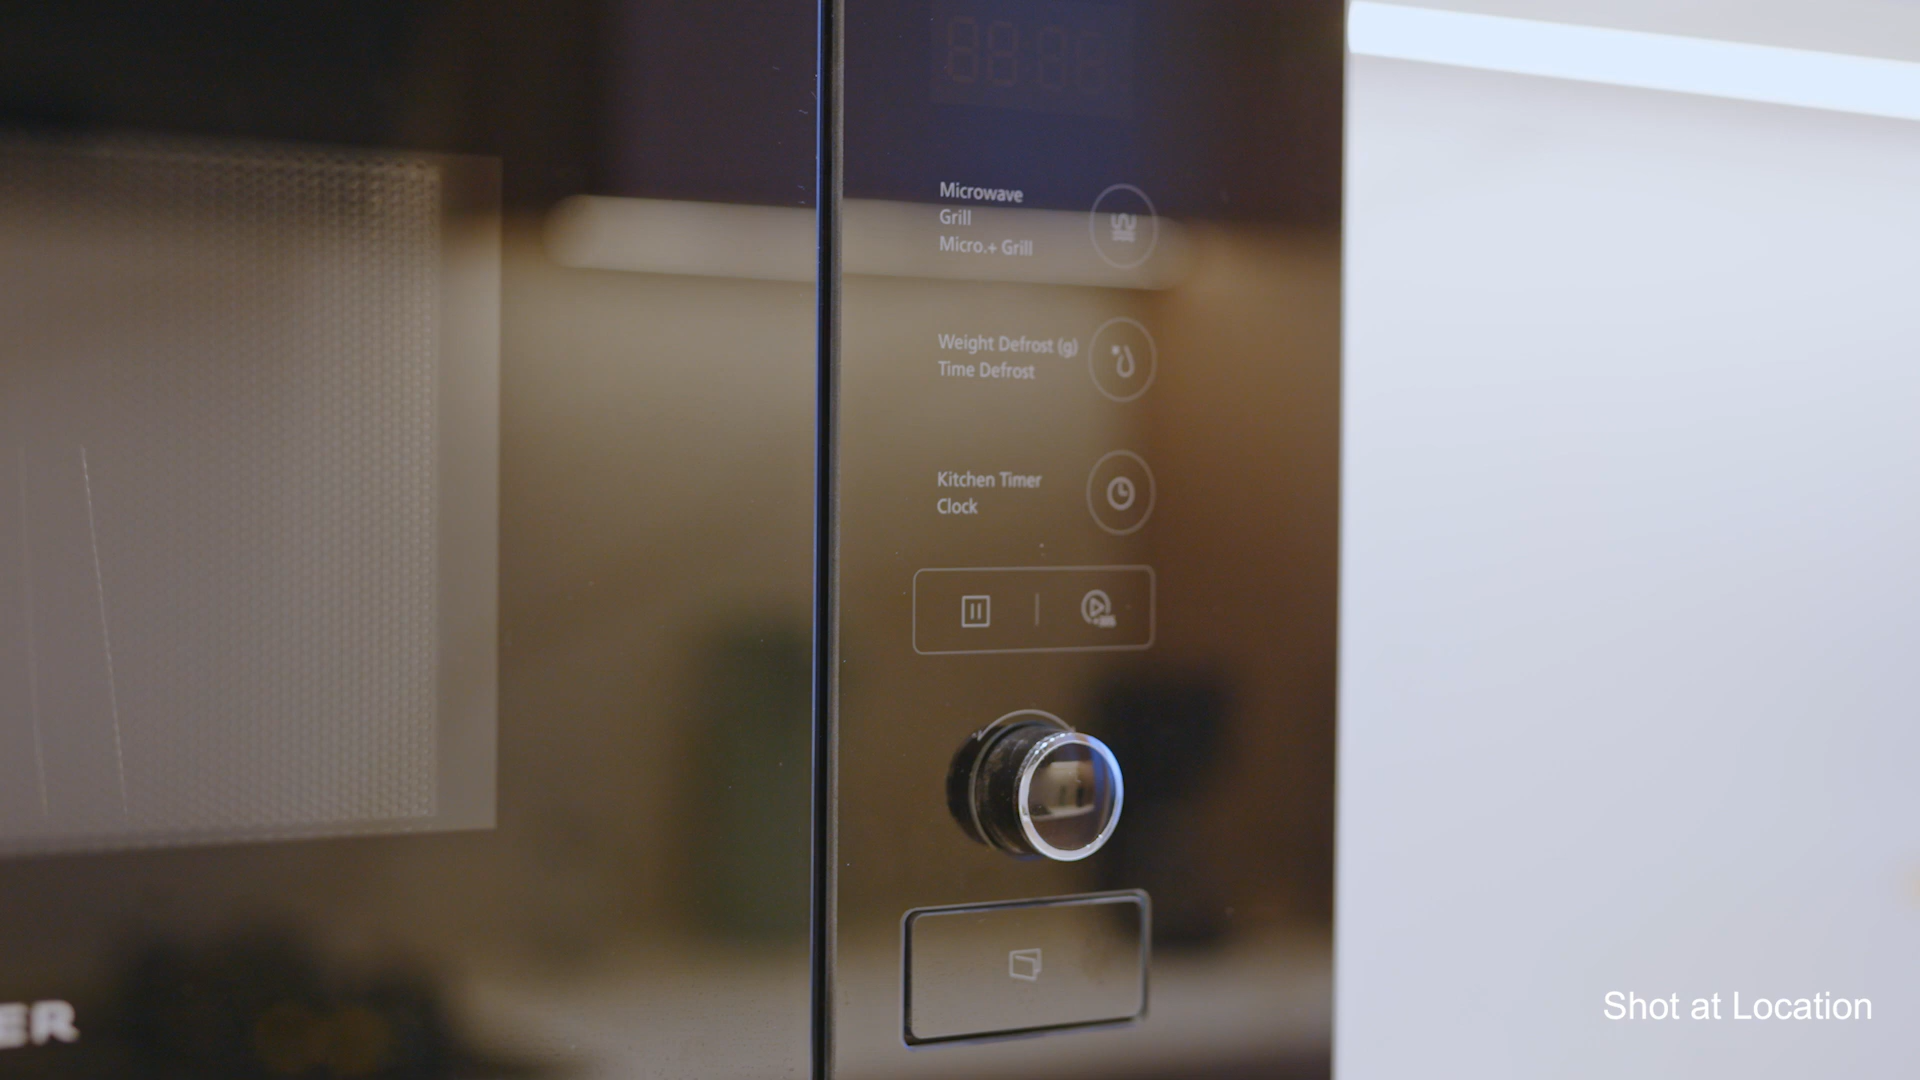 Microwave
Grill
Micro.+ Grill
Weight Defrost (g)
Time Defrost
Kitchen Timer
Clock
ER
Shot at Location